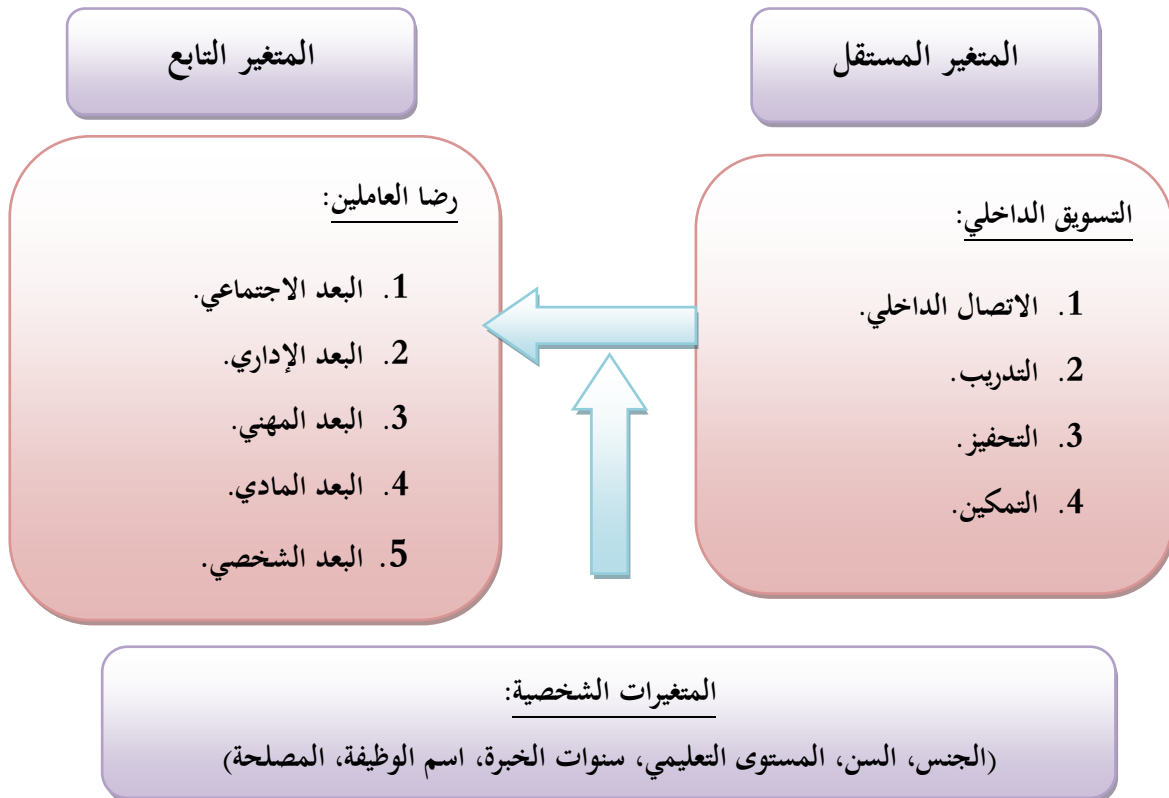 المتغير المستقل
المتغير التابع
التسويق الداخلي:
1. الاتصال الداخلي.
2. التدريب.
3. التحفيز.
4. التمكين.
رضا العاملين:
1. البعد الاجتماعي.
2. البعد الإداري.
3. البعد المهني.
4. البعد المادي.
5. البعد الشخصي.
المتغيرات الشخصية:
(الجنس، السن، المستوى التعليمي، سنوات الخبرة، اسم الوظيفة، المصلحة)